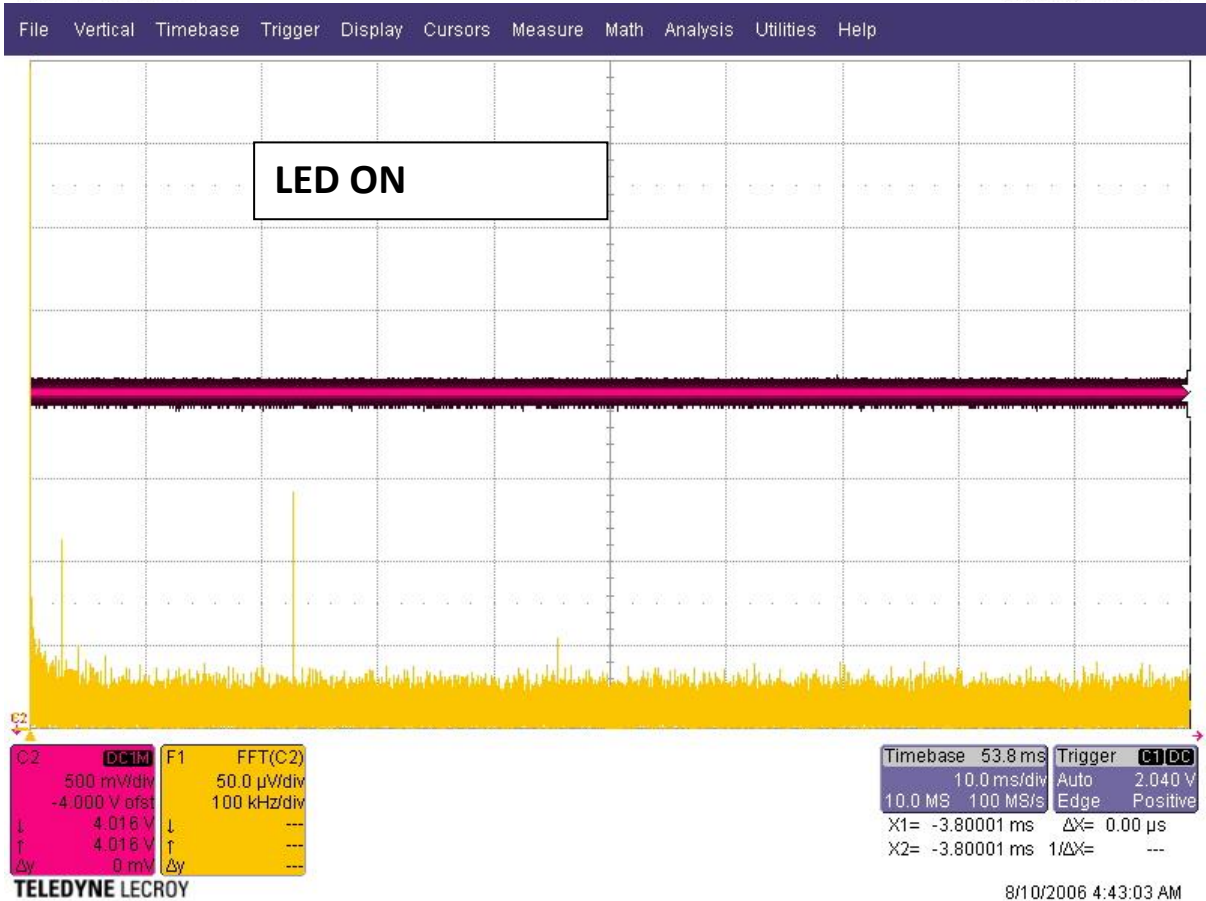 File Vertical Timebase Trigger Display Cursors Measure Math Analysis Utilities Help
LED ON
C2
C2 DC1M
500 mV/div
-4.000 V ofst
↓ 4.016 V
↑ 4.016 V
Δy 0 mV
F1 FFT(C2)
50.0 µV/div
100 kHz/div
↓ ---
↑ ---
Δy ---
Timebase 53.8 ms
10.0 ms/div
10.0 MS 100 MS/s
Trigger C1 DC
Auto 2.040 V
Edge Positive
X1= -3.80001 ms ΔX= 0.00 µs
X2= -3.80001 ms 1/ΔX= ---
TELEDYNE LECROY
8/10/2006 4:43:03 AM